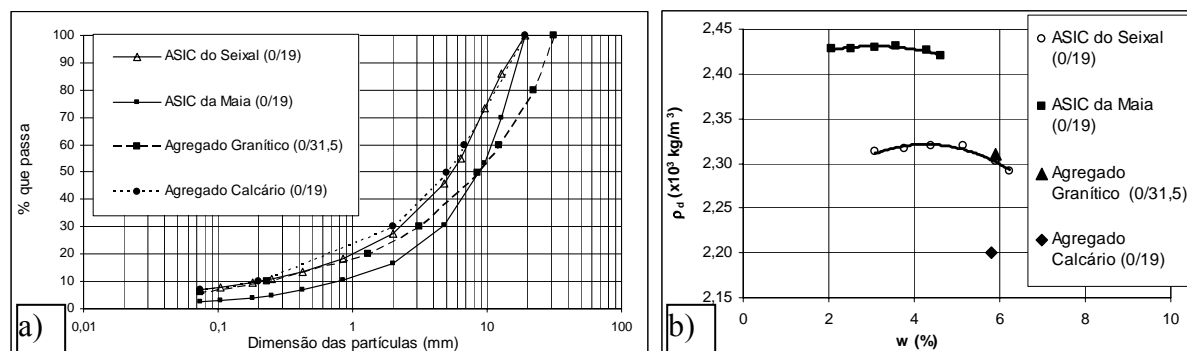 100
90
80
70
60
50
40
30
20
10
0
% que passa
ASIC do Seixal (0/19)
ASIC da Maia (0/19)
Agregado Granítico (0/31,5)
Agregado Calcário (0/19)
0,01
0,1
1
10
100
Dimensão das partículas (mm)
a)
2,45
2,40
2,35
2,30
2,25
2,20
2,15
ρd (x10³ kg/m³)
0
2
4
6
8
10
w (%)
ASIC do Seixal
(0/19)
ASIC da Maia
(0/19)
Agregado
Granítico (0/31,5)
Agregado
Calcário (0/19)
b)